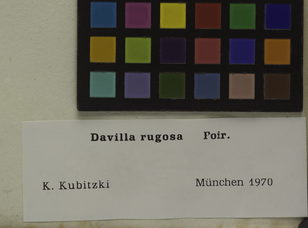 Davilla rugosa Poir.
K. Kubitzki München 1970